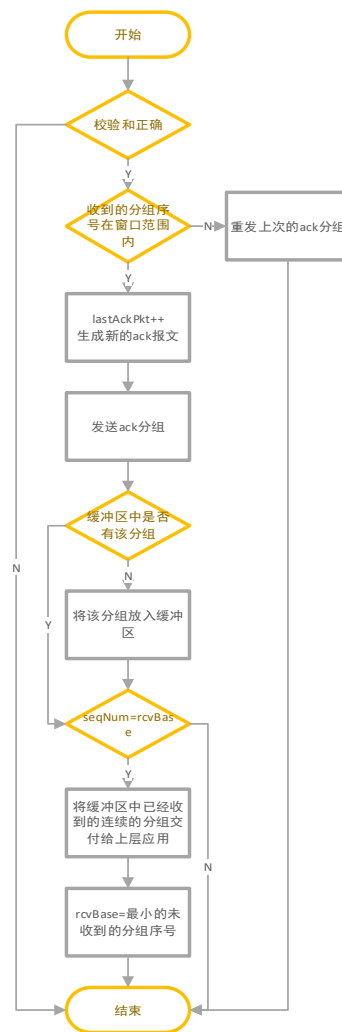 开始
校验和正确
Y
收到的分组序
号在窗口范围
内
N
重发上次的ack分组
Y
lastAckPkt++
生成新的ack报文
发送ack分组
缓冲区中是否
有该分组
N
N
Y
将该分组放入缓冲
区
seqNum=rcvBas
e
Y
将缓冲区中已经收
到的连续的分组交
付给上层应用
N
rcvBase=最小的未
收到的分组序号
结束